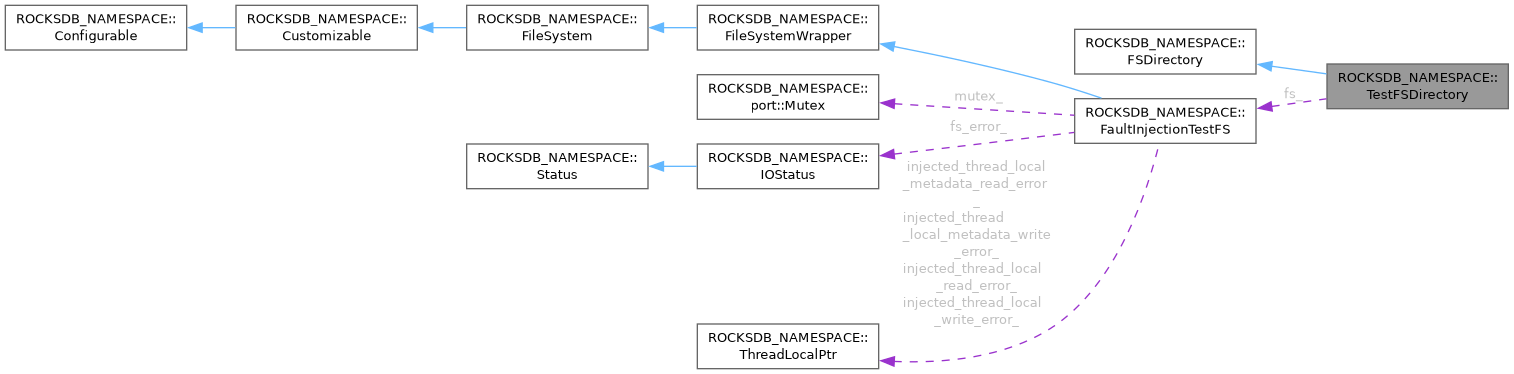 ROCKSDB_NAMESPACE::
Configurable
ROCKSDB_NAMESPACE::
Customizable
ROCKSDB_NAMESPACE::
FileSystem
ROCKSDB_NAMESPACE::
FileSystemWrapper
ROCKSDB_NAMESPACE::
FSDirectory
ROCKSDB_NAMESPACE::
TestFSDirectory
fs_
ROCKSDB_NAMESPACE::
port::Mutex
mutex_
ROCKSDB_NAMESPACE::
FaultInjectionTestFS
fs_error_
ROCKSDB_NAMESPACE::
Status
ROCKSDB_NAMESPACE::
IOStatus
injected_thread_local
_metadata_read_error
_
injected_thread
_local_metadata_write
_error_
injected_thread_local
_read_error_
injected_thread_local
_write_error_
ROCKSDB_NAMESPACE::
ThreadLocalPtr